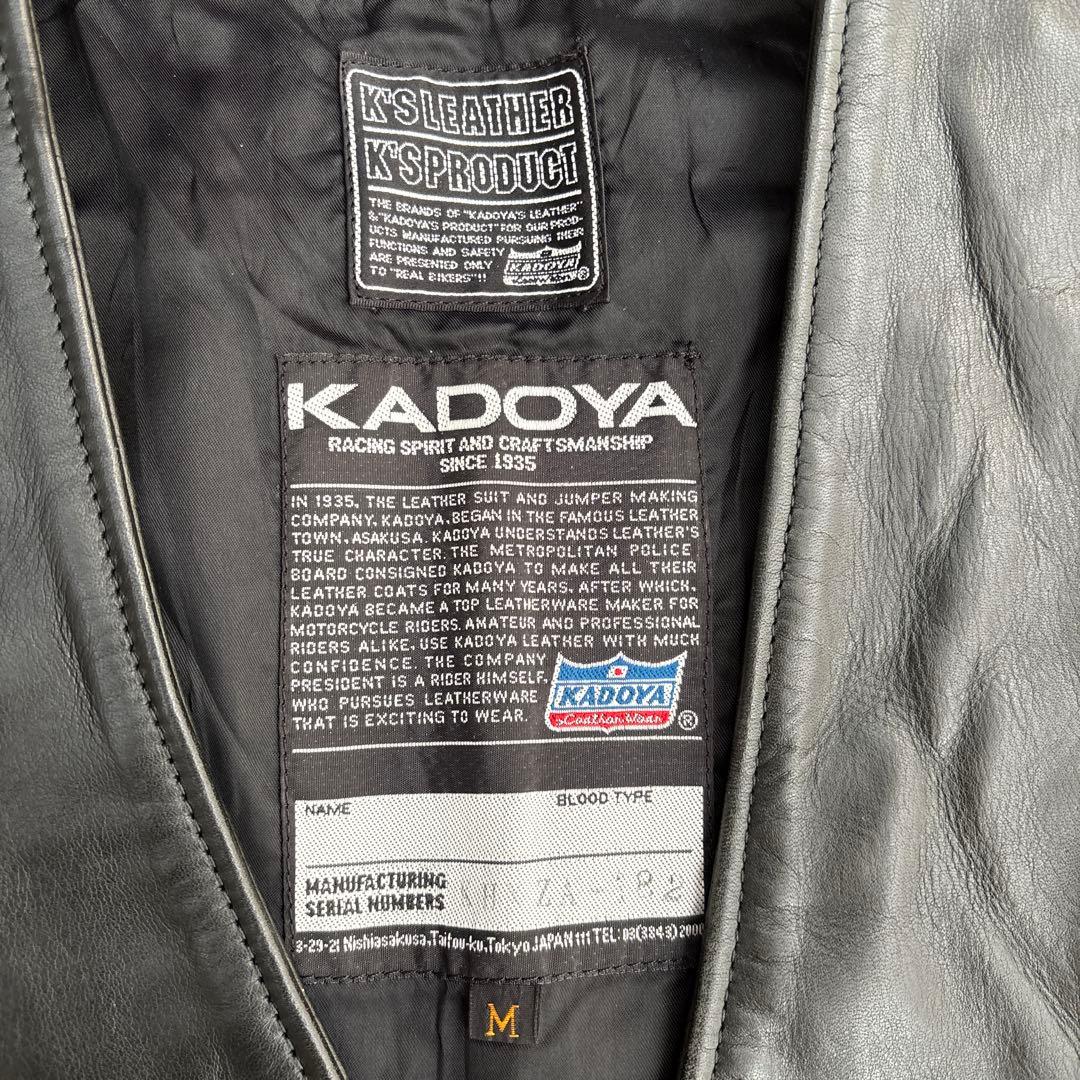 K'S LEATHER
K'S PRODUCT
THE BRANDS OF "KADOYA'S LEATHER"
& "KADOYA'S PRODUCT" FOR OUR PROD-
UCTS MANUFACTURED PURSUING THEIR
FUNCTIONS AND SAFETY
ARE PRESENTED ONLY
TO "REAL BIKERS"!!
KADOYA
®
KADOYA
RACING SPIRIT AND CRAFTSMANSHIP
SINCE 1935
IN 1935, THE LEATHER SUIT AND JUMPER MAKING
COMPANY, KADOYA, BEGAN IN THE FAMOUS LEATHER
TOWN, ASAKUSA. KADOYA UNDERSTANDS LEATHER'S
TRUE CHARACTER. THE METROPOLITAN POLICE
BOARD CONSIGNED KADOYA TO MAKE ALL THEIR
LEATHER COATS FOR MANY YEARS. AFTER WHICH,
KADOYA BECAME A TOP LEATHERWARE MAKER FOR
MOTORCYCLE RIDERS. AMATEUR AND PROFESSIONAL
RIDERS ALIKE, USE KADOYA LEATHER WITH MUCH
CONFIDENCE. THE COMPANY
PRESIDENT IS A RIDER HIMSELF,
WHO PURSUES LEATHERWARE
THAT IS EXCITING TO WEAR.
KADOYA
®
NAME BLOOD TYPE
MANUFACTURING
SERIAL NUMBERS
3-29-21 Nishiasakusa, Taitou-ku, Tokyo JAPAN 111 TEL: 03(3843)2000
M